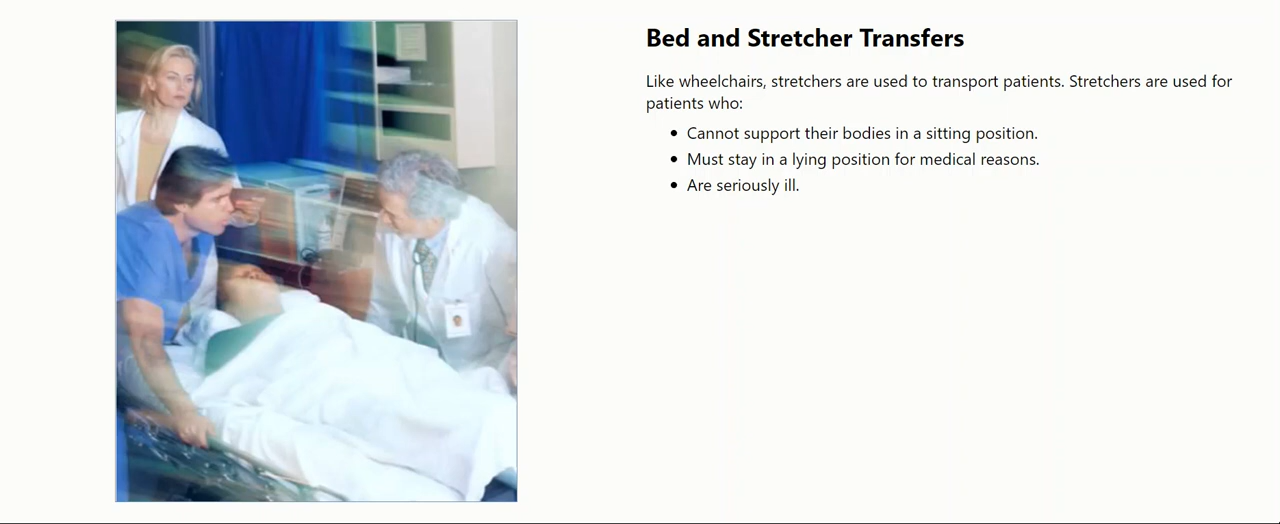 Bed and Stretcher Transfers
Like wheelchairs, stretchers are used to transport patients. Stretchers are used for
patients who:
• Cannot support their bodies in a sitting position.
• Must stay in a lying position for medical reasons.
• Are seriously ill.